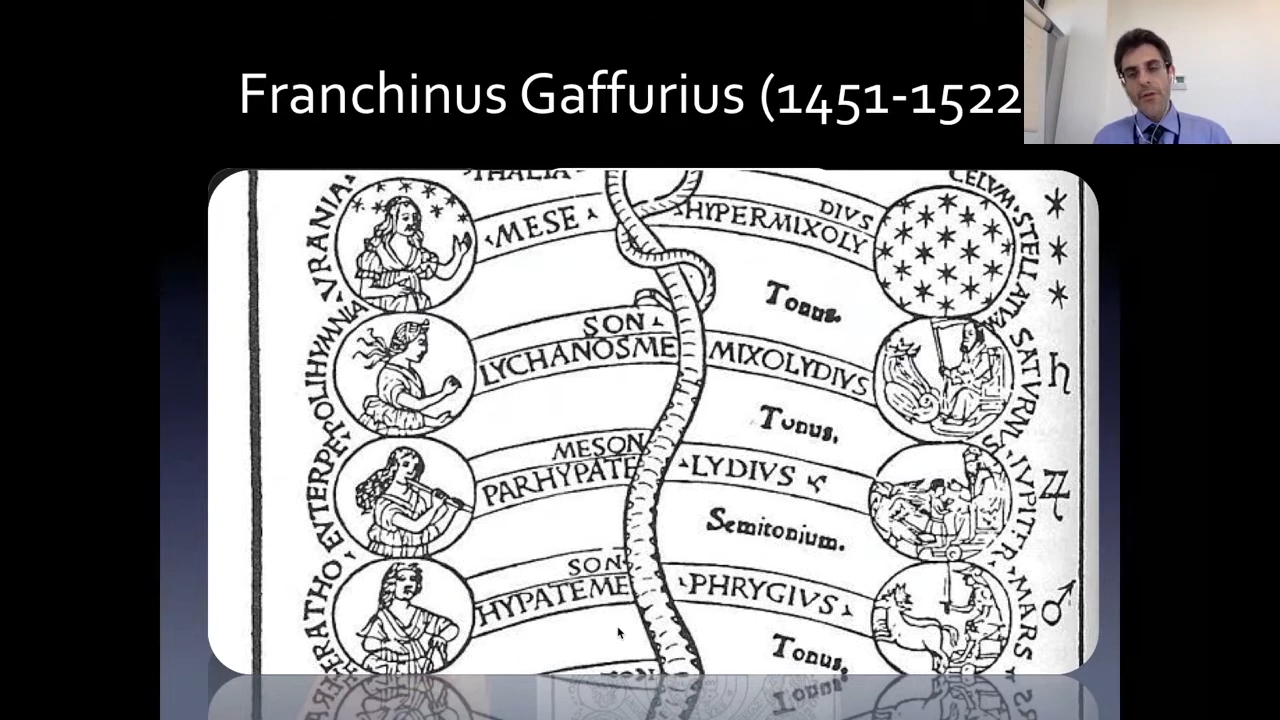 Franchinus Gaffurius (1451-1522
THALIA
VRANIA
MESE
HYPERMIXOLY
DIVS
CELVM·STELLATVM
Tonus.
POLIHYMNIA
SON
LYCHANOSME
MIXOLYDIVS
SATVRNVS
♄
Tonus.
EVTERPE
MESON
PARHYPATE
LYDIVS
IVPITER
♃
Semitonium.
ERATHO
SON
HYPATEME
PHRYGIVS
MARS
♂
Tonus.